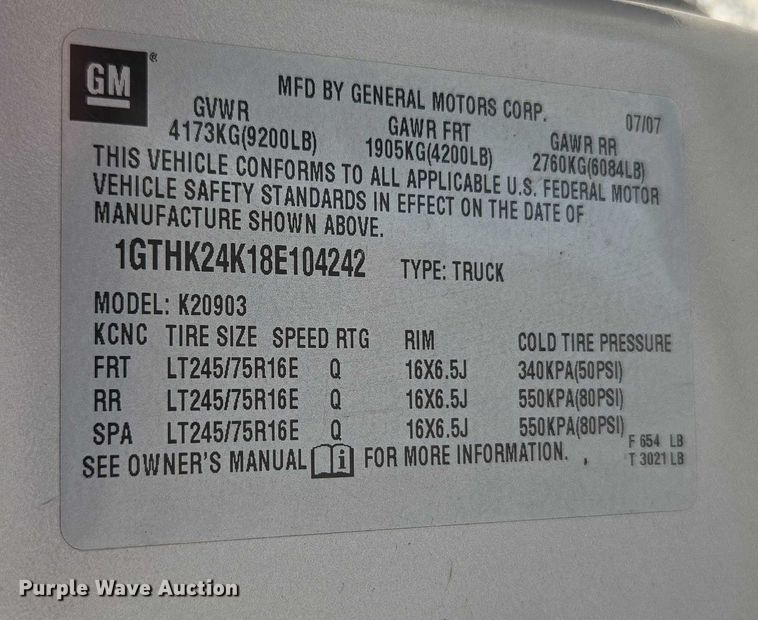 GM®
MFD BY GENERAL MOTORS CORP. 07/07
GVWR GAWR FRT GAWR RR
4173KG(9200LB) 1905KG(4200LB) 2760KG(6084LB)
THIS VEHICLE CONFORMS TO ALL APPLICABLE U.S. FEDERAL MOTOR
VEHICLE SAFETY STANDARDS IN EFFECT ON THE DATE OF
MANUFACTURE SHOWN ABOVE.
1GTHK24K18E104242 TYPE: TRUCK
MODEL: K20903
KCNC TIRE SIZE SPEED RTG RIM COLD TIRE PRESSURE
FRT LT245/75R16E Q 16X6.5J 340KPA(50PSI)
RR LT245/75R16E Q 16X6.5J 550KPA(80PSI)
SPA LT245/75R16E Q 16X6.5J 550KPA(80PSI)
F 654 LB
SEE OWNER'S MANUAL i FOR MORE INFORMATION. , T 3021 LB
Purple Wave Auction